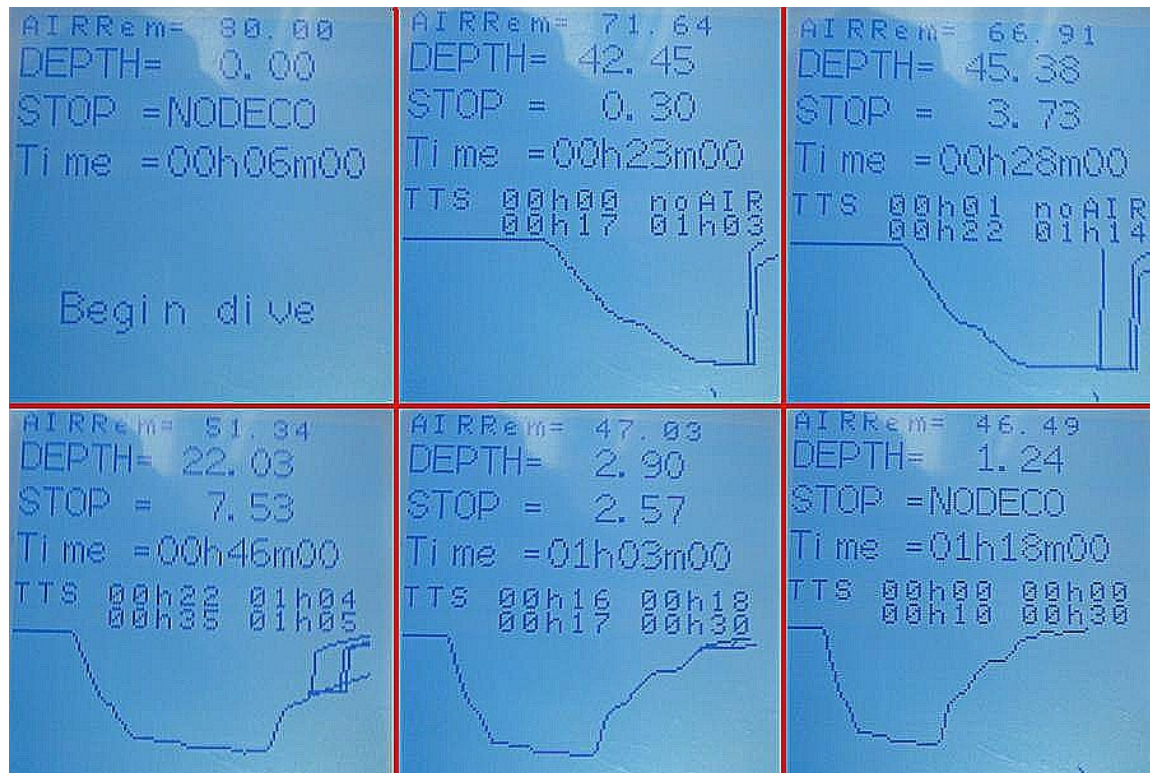 AIRRem= 80.00
DEPTH= 0.00
STOP =NODECO
Time =00h06m00
Begin dive
AIRRem= 71.64
DEPTH= 42.45
STOP = 0.30
Time =00h23m00
TTS 00h00 noAIR
00h17 01h03
AIRRem= 66.91
DEPTH= 45.38
STOP = 3.73
Time =00h28m00
TTS 00h01 noAIR
00h22 01h14
AIRRem= 51.34
DEPTH= 22.03
STOP = 7.53
Time =00h46m00
TTS 00h22 01h04
00h35 01h05
AIRRem= 47.03
DEPTH= 2.90
STOP = 2.57
Time =01h03m00
TTS 00h16 00h18
00h17 00h30
AIRRem= 46.49
DEPTH= 1.24
STOP =NODECO
Time =01h18m00
TTS 00h00 00h00
00h10 00h30